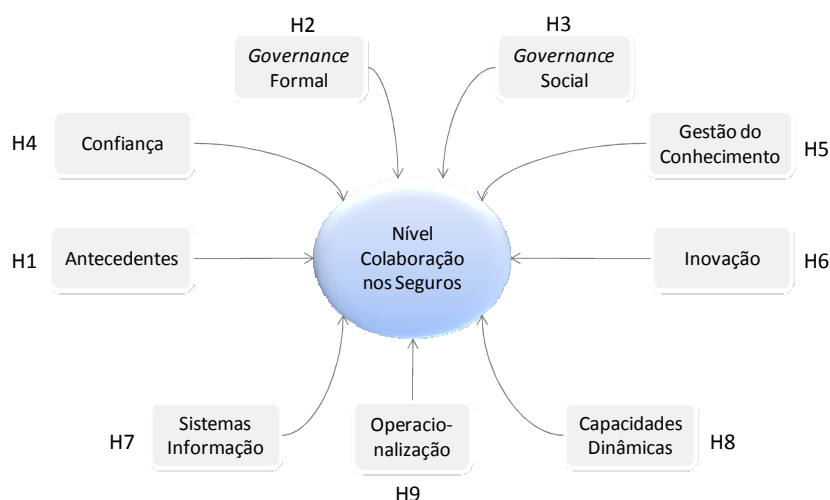 H2
Governance
Formal
H3
Governance
Social
H4
Confiança
Gestão do
Conhecimento
H5
H1
Antecedentes
Nível
Colaboração
nos Seguros
Inovação
H6
H7
Sistemas
Informação
Operacio-
nalização
H9
Capacidades
Dinâmicas
H8